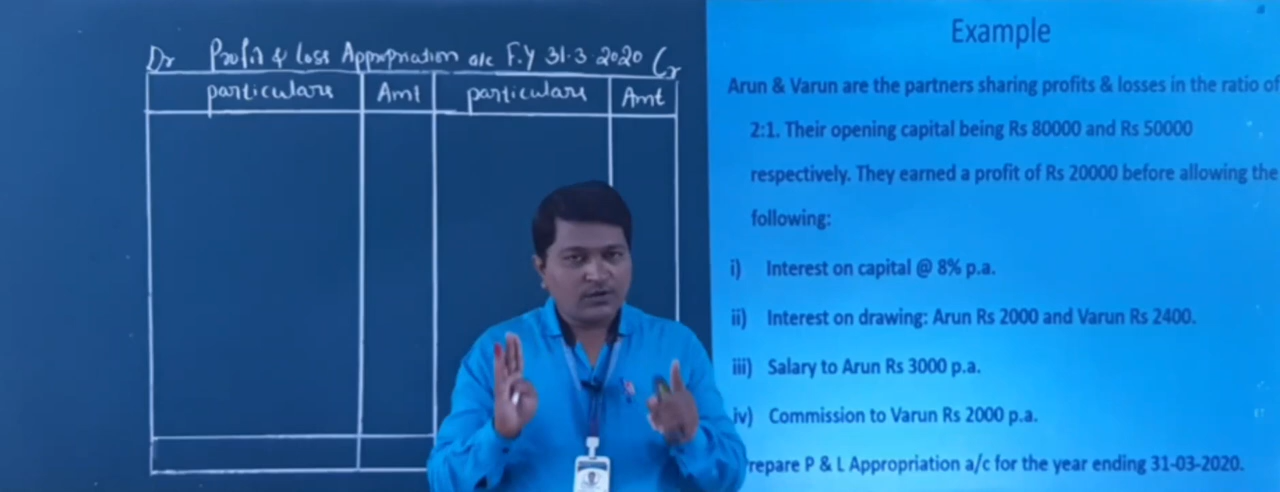 Dr Profit & Loss Appropriation a/c F.Y 31.3.2020 Cr
particulars Amt particulars Amt
Example
Arun & Varun are the partners sharing profits & losses in the ratio of
2:1. Their opening capital being Rs 80000 and Rs 50000
respectively. They earned a profit of Rs 20000 before allowing the
following:
i) Interest on capital @ 8% p.a.
ii) Interest on drawing: Arun Rs 2000 and Varun Rs 2400.
iii) Salary to Arun Rs 3000 p.a.
iv) Commission to Varun Rs 2000 p.a.
repare P & L Appropriation a/c for the year ending 31-03-2020.